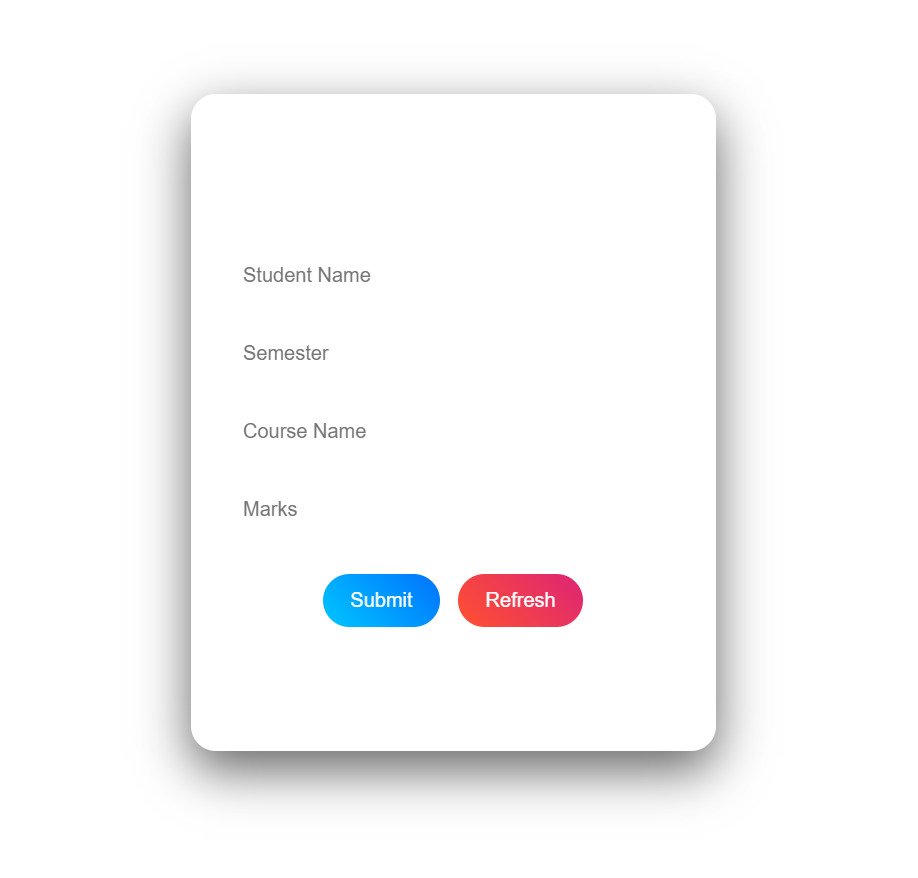 Student Name
Semester
Course Name
Marks
Submit Refresh